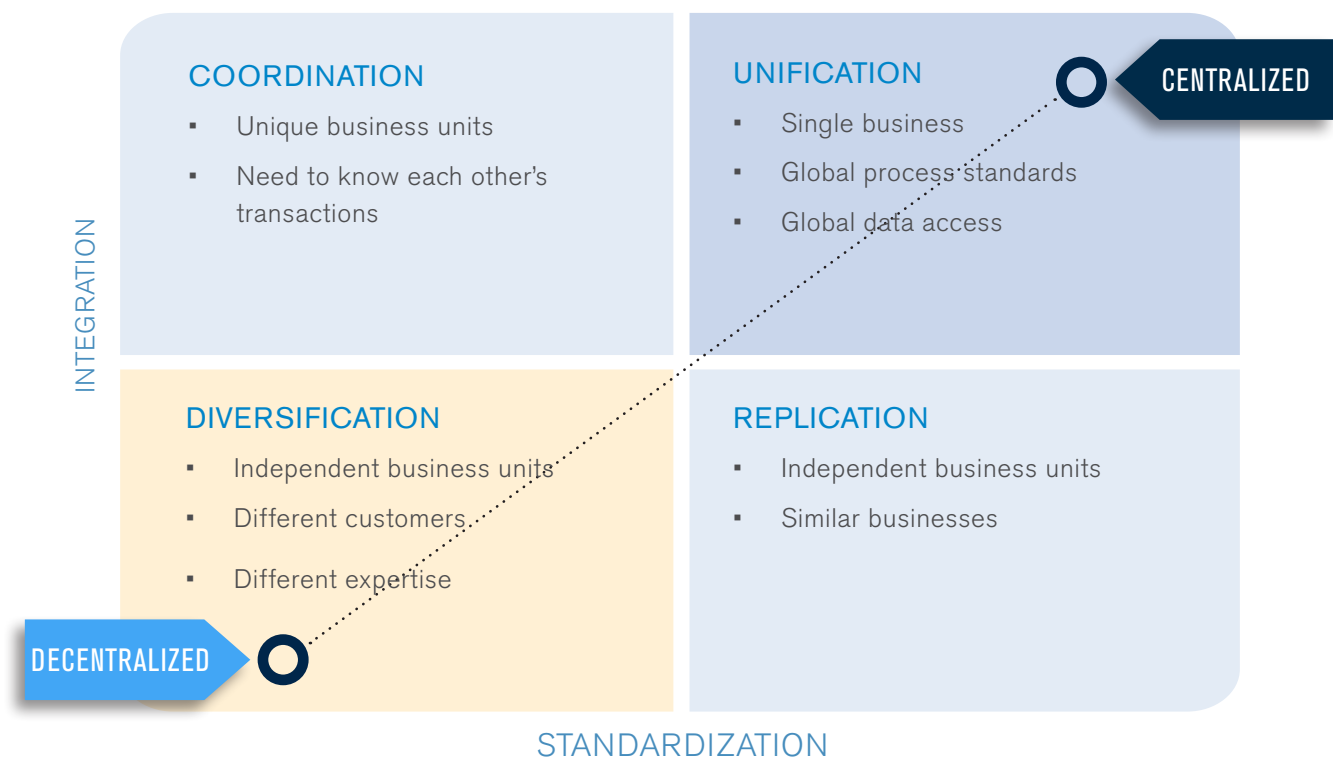 COORDINATION
▪ Unique business units
▪ Need to know each other's
transactions
UNIFICATION
▪ Single business
▪ Global process standards
▪ Global data access
CENTRALIZED
INTEGRATION
DIVERSIFICATION
▪ Independent business units
▪ Different customers
▪ Different expertise
REPLICATION
▪ Independent business units
▪ Similar businesses
DECENTRALIZED
STANDARDIZATION